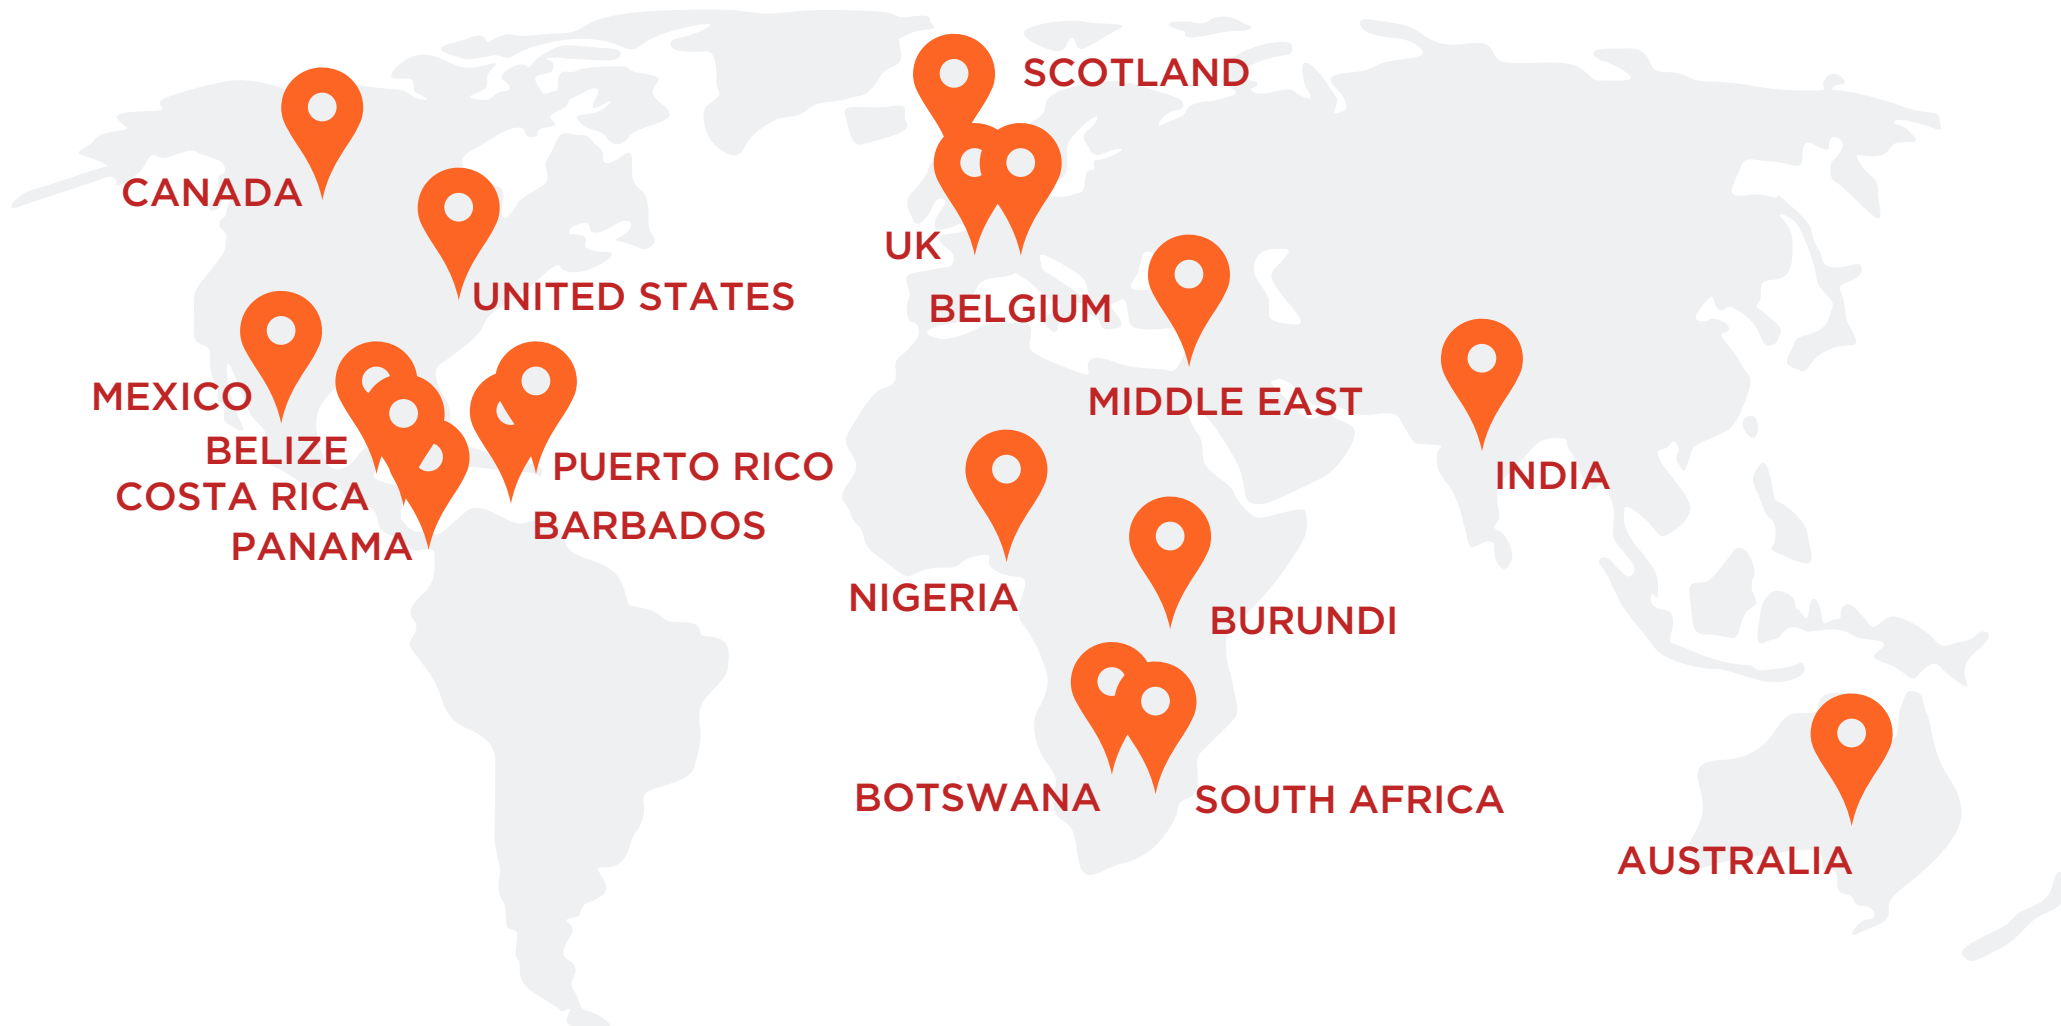 SCOTLAND
CANADA
UK
UNITED STATES
BELGIUM
MEXICO
MIDDLE EAST
BELIZE
PUERTO RICO
INDIA
COSTA RICA
BARBADOS
PANAMA
NIGERIA
BURUNDI
BOTSWANA
SOUTH AFRICA
AUSTRALIA